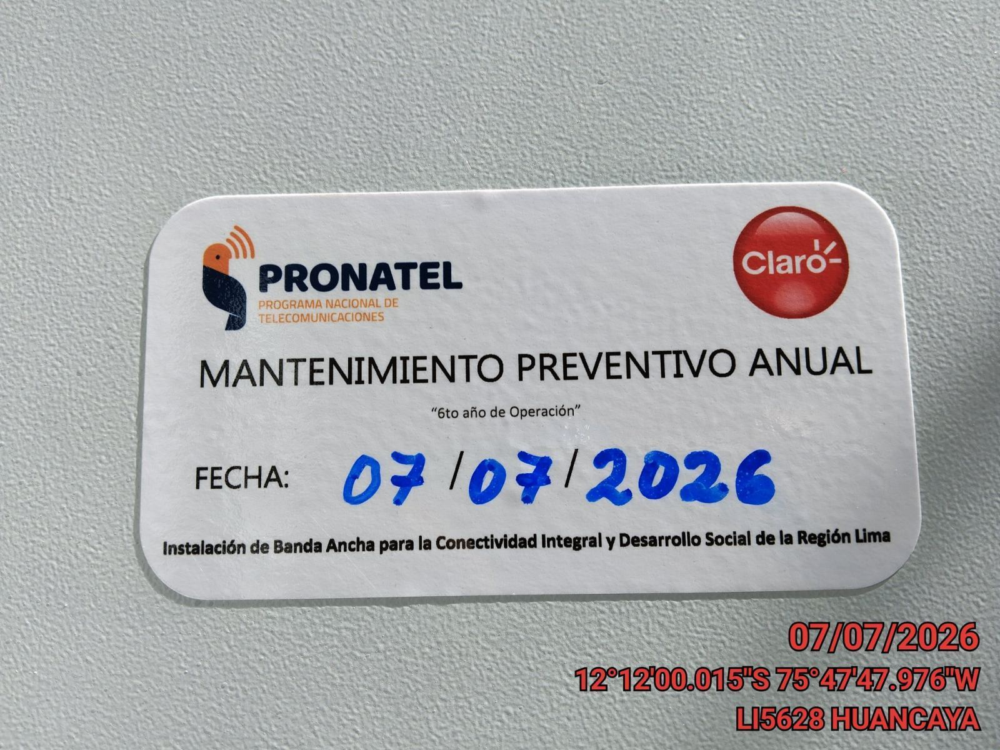 PRONATEL
PROGRAMA NACIONAL DE
TELECOMUNICACIONES
Claro
MANTENIMIENTO PREVENTIVO ANUAL
“6to año de Operación”
FECHA: 07/07/2026
Instalación de Banda Ancha para la Conectividad Integral y Desarrollo Social de la Región Lima
07/07/2026
12°12'00.015"S 75°47'47.976"W
LI5628 HUANCAYA